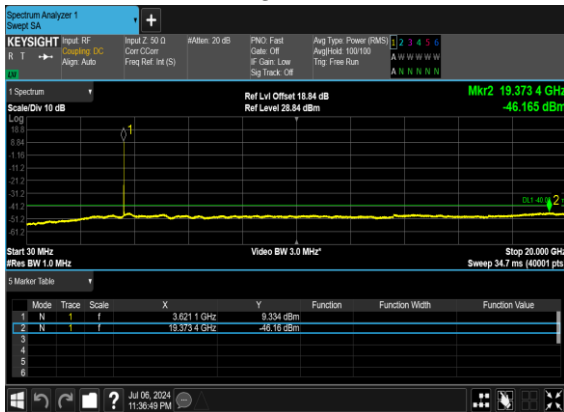 Spectrum Analyzer 1
Swept SA
KEYSIGHT Input: RF Input Z: 50 Ω #Atten: 20 dB PNO: Fast Avg Type: Power (RMS) 1 2 3 4 5 6
R T Coupling: DC Corr CCorr Gate: Off Avg|Hold: 100/100 A W W W W W
Align: Auto Freq Ref: Int (S) IF Gain: Low Trig: Free Run
Sig Track: Off A N N N N N
1 Spectrum Ref Lvl Offset 18.84 dB Mkr2 19.373 4 GHz
Scale/Div 10 dB Ref Level 28.84 dBm -46.165 dBm
Log
18.8
8.84
-1.16
-11.2
-21.2
-31.2
-41.2
-51.2
-61.2
1
2
Start 30 MHz Video BW 3.0 MHz* Stop 20.000 GHz
#Res BW 1.0 MHz Sweep 34.7 ms (40001 pts
5 Marker Table
Mode Trace Scale X Y Function Function Width Function Value
1 N 1 f 3.621 1 GHz 9.334 dBm
2 N 1 f 19.373 4 GHz -46.16 dBm
3
4
5
6
? Jul 06, 2024
11:36:49 PM